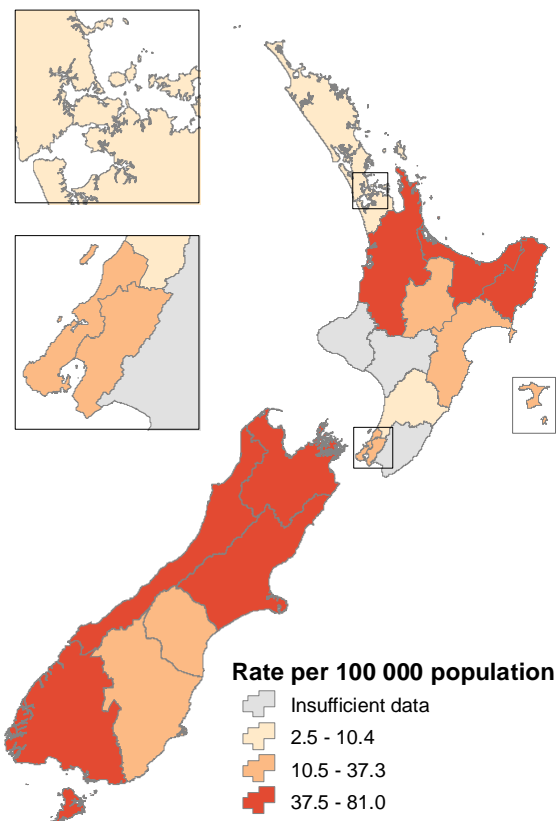 Rate per 100 000 population
Insufficient data
2.5 - 10.4
10.5 - 37.3
37.5 - 81.0